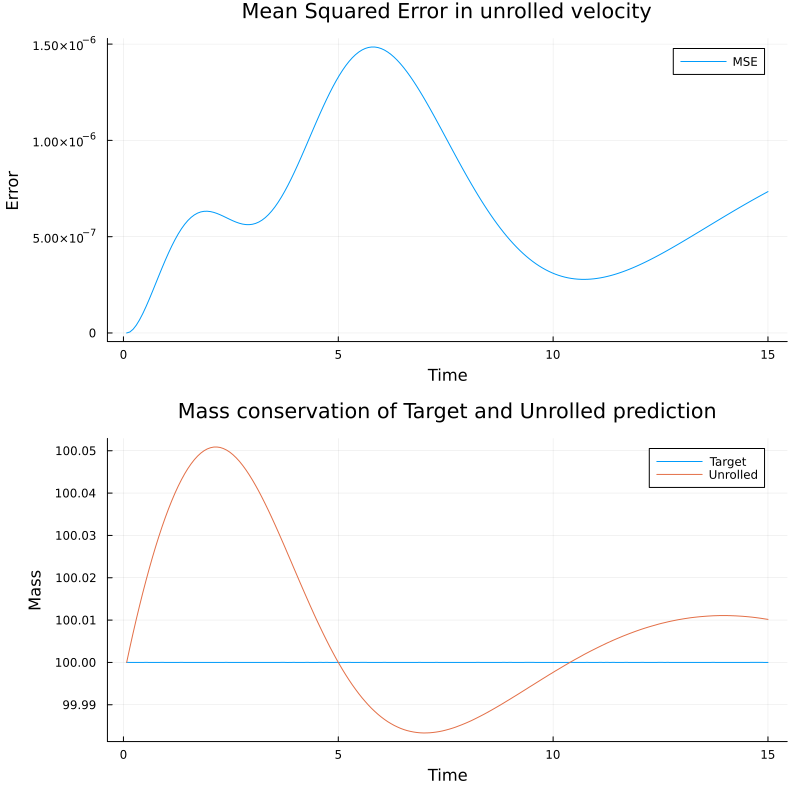 Mean Squared Error in unrolled velocity
1.50×10⁻⁶
1.00×10⁻⁶
5.00×10⁻⁷
0
Error
MSE
0 5 10 15
Time
Mass conservation of Target and Unrolled prediction
100.05
100.04
100.03
100.02
100.01
100.00
99.99
Mass
Target
Unrolled
0 5 10 15
Time